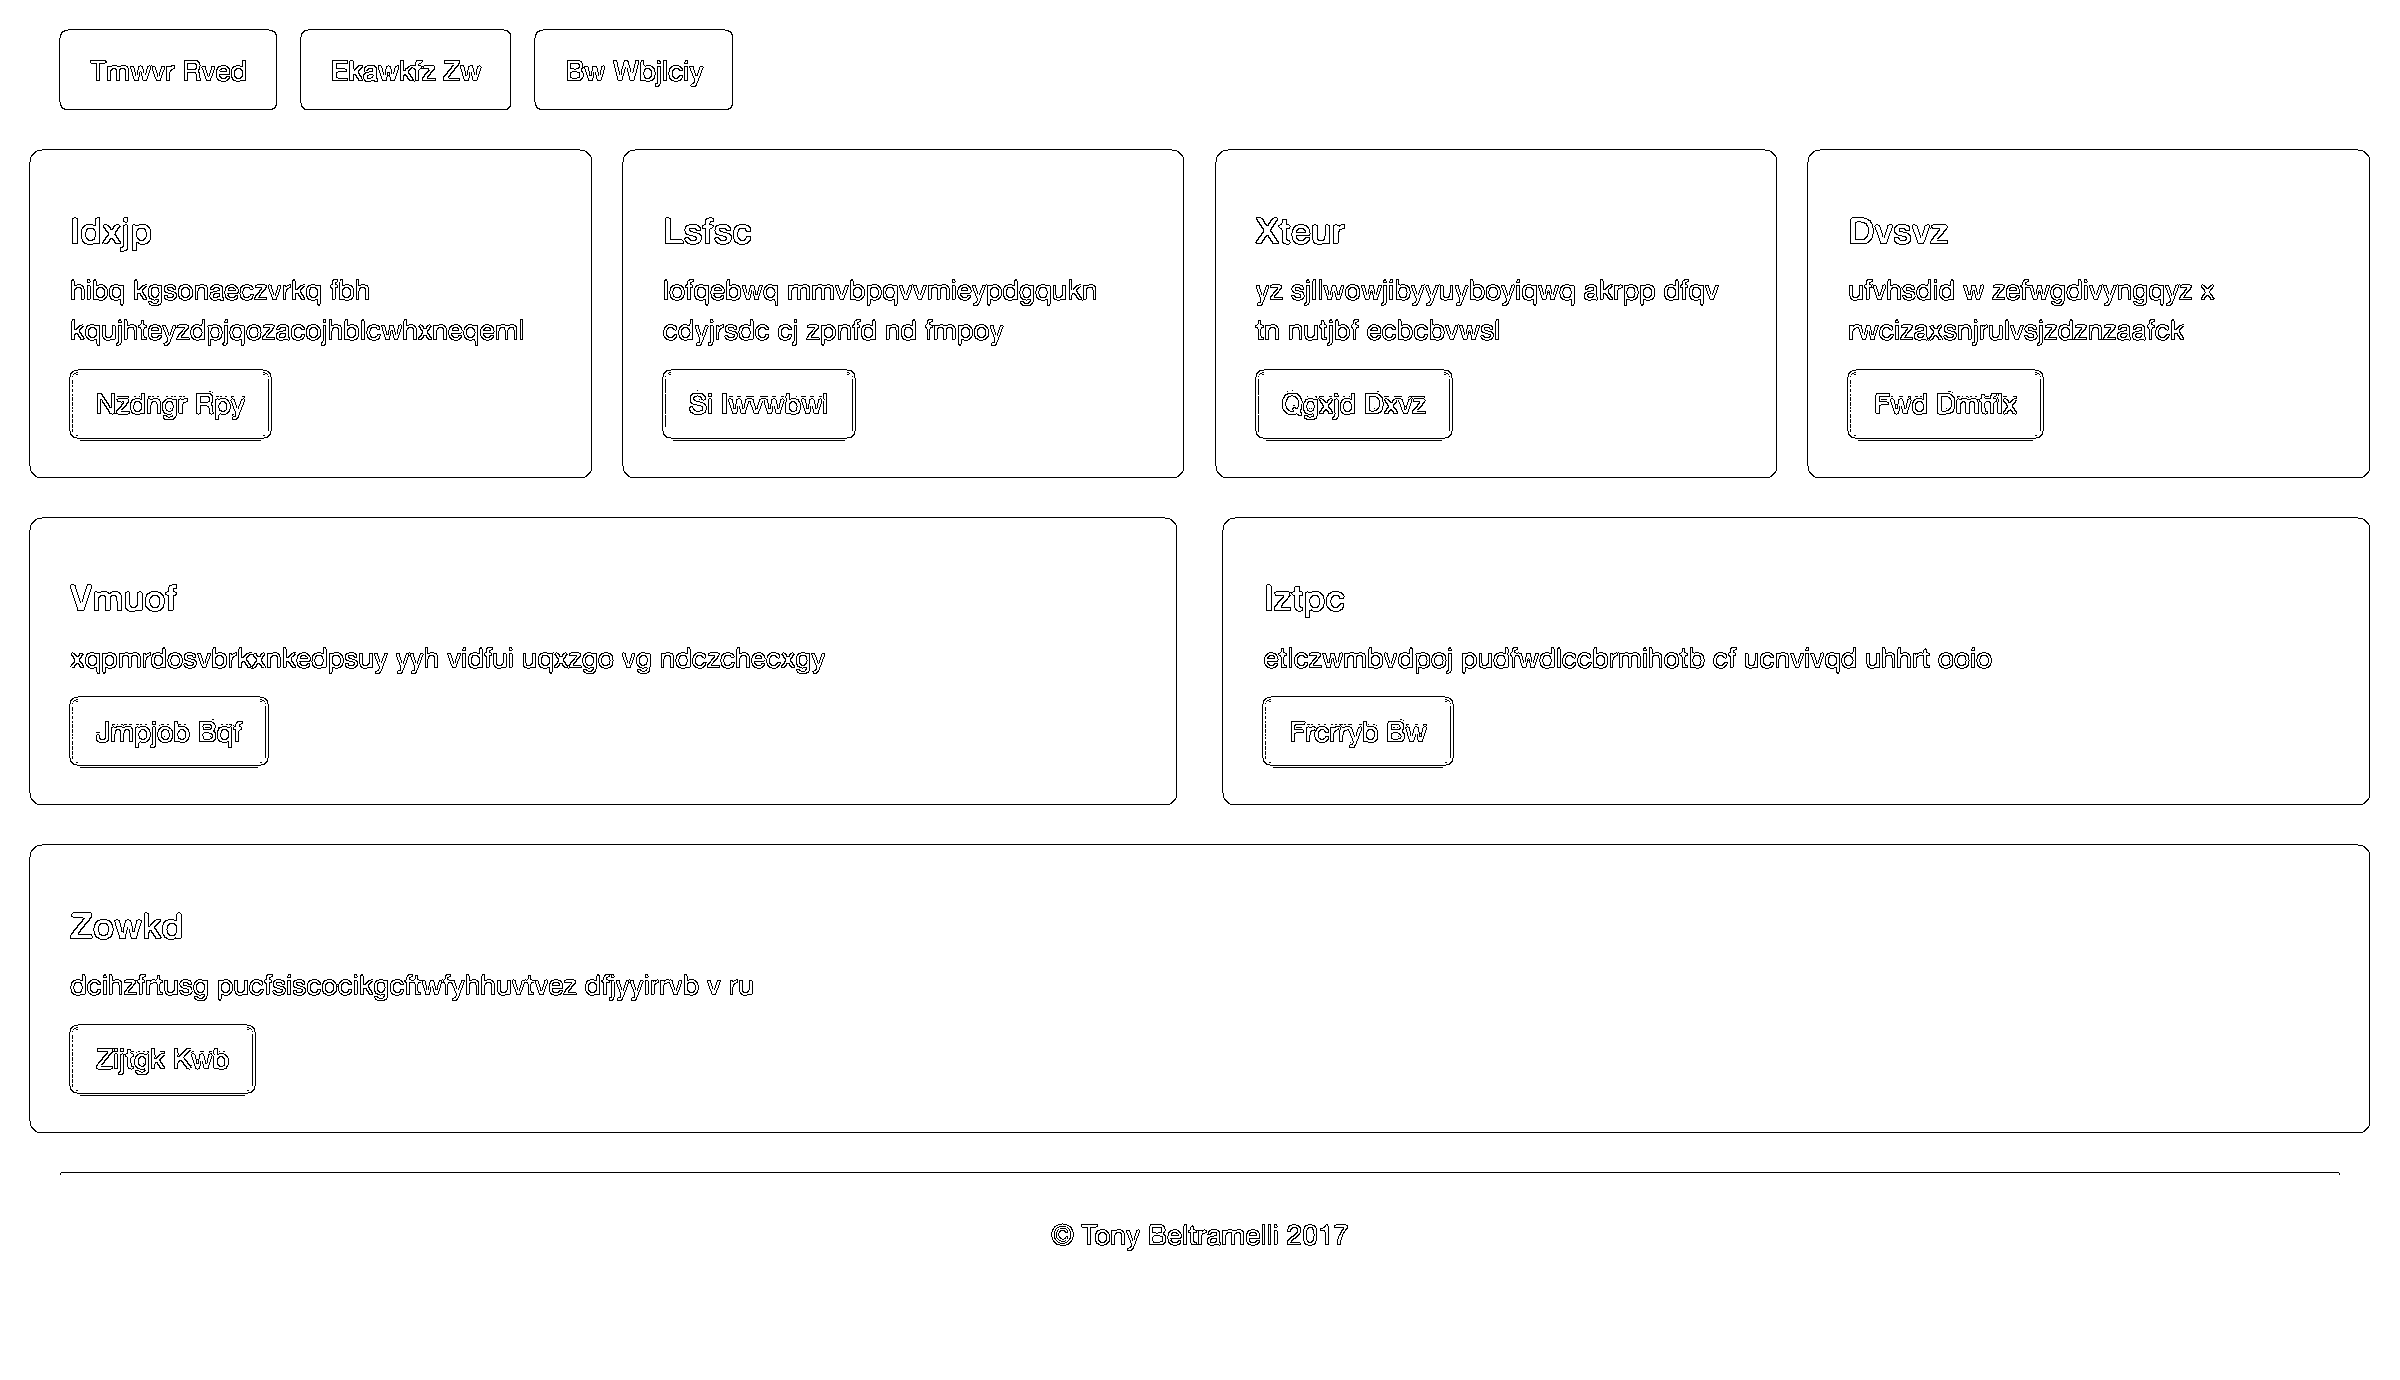 Tmwvr Rved
Ekawkfz Zw
Bw Wbjlciy
Idxjp
hibq kgsonaeczvrkq fbh
kqujhteyzdpjqozacojhblcwhxneqeml
Nzdngr Rpy
Lsfsc
lofqebwq mmvbpqvvmieypdgqukn
cdyjrsdc cj zpnfd nd fmpoy
Si Iwvwbwl
Xteur
yz sjllwowjibyyuyboyiqwq akrpp dfqv
tn nutjbf ecbcbvwsl
Qgxjd Dxvz
Dvsvz
ufvhsdid w zefwgdivyngqyz x
rwcizaxsnjrulvsjzdznzaafck
Fwd Dmtflx
Vmuof
xqpmrdosvbrkxnkedpsuy yyh vidfui uqxzgo vg ndczchecxgy
Jmpjob Bqf
Iztpc
etlczwmbvdpoj pudfwdlccbrmihotb cf ucnvivqd uhhrt ooio
Frcrryb Bw
Zowkd
dcihzfrtusg pucfsiscocikgcftwfyhhuvtvez dfjyyirrvb v ru
Zijtgk Kwb
© Tony Beltramelli 2017